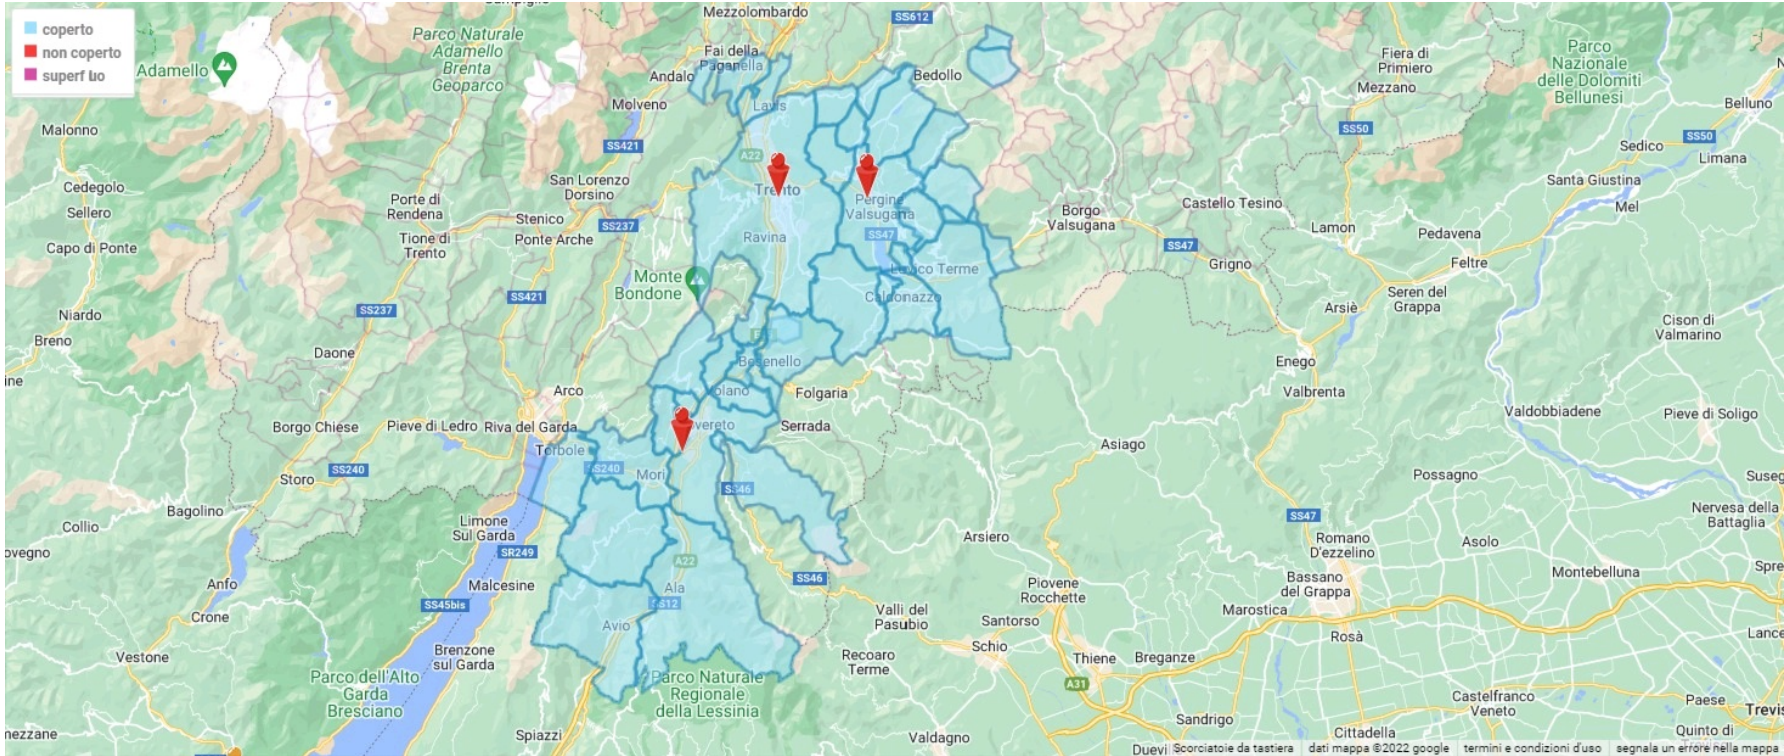 coperto
non coperto
superfluo
Adamello
Parco Naturale
Adamello
Brenta
Geoparco
Mezzolombardo
Fai della
Paganella
Andalo
Molveno
SS612
Bedollo
Lavis
Fiera di
Primiero
Mezzano
Parco
Nazionale
delle Dolomiti
Bellunesi
Belluno
Malonno
SS421
A22
SS50
SS50
Sedico
Limana
Cedegolo
Sellero
San Lorenzo
Dorsino
Trento
Pergine
Valsugana
Santa Giustina
Mel
Porte di
Rendena
Stenico
SS237
Borgo
Valsugana
Castello Tesino
Capo di Ponte
Tione di
Trento
Ponte Arche
Ravina
SS47
SS47
Lamon
Pedavena
Feltre
Grigno
Monte
Bondone
Levico Terme
Caldonazzo
SS421
SS237
Arsiè
Seren del
Grappa
Niardo
Breno
Cison di
Valmarino
Daone
Besenello
Enego
Valbrenta
Arco
Folgaria
Borgo Chiese
Pieve di Ledro
Riva del Garda
Serrada
Valdobbiadene
Pieve di Soligo
Asiago
Torbole
SS240
SS240
Mori
Storo
SS46
Possagno
Bagolino
Collio
Limone
Sul Garda
SS47
Nervesa della
Battaglia
SR249
Arsiero
Romano
D'ezzelino
Asolo
A22
Anfo
Malcesine
SS46
Ala
Bassano
del Grappa
Montebelluna
Crone
SS45bis
SS12
Piovene
Rocchette
Marostica
Avio
Valli del
Pasubio
Santorso
Rosà
Vestone
Brenzone
sul Garda
Schio
Recoaro
Terme
Thiene
Breganze
Parco dell'Alto
Garda
Bresciano
Parco Naturale
Regionale
della Lessinia
A31
Castelfranco
Veneto
Paese
Sandrigo
Cittadella
Spiazzi
Valdagno
Quinto di
Scorciatoie da tastiera
dati mappa ©2022 google
termini e condizioni d'uso
segnala un errore nella mappa